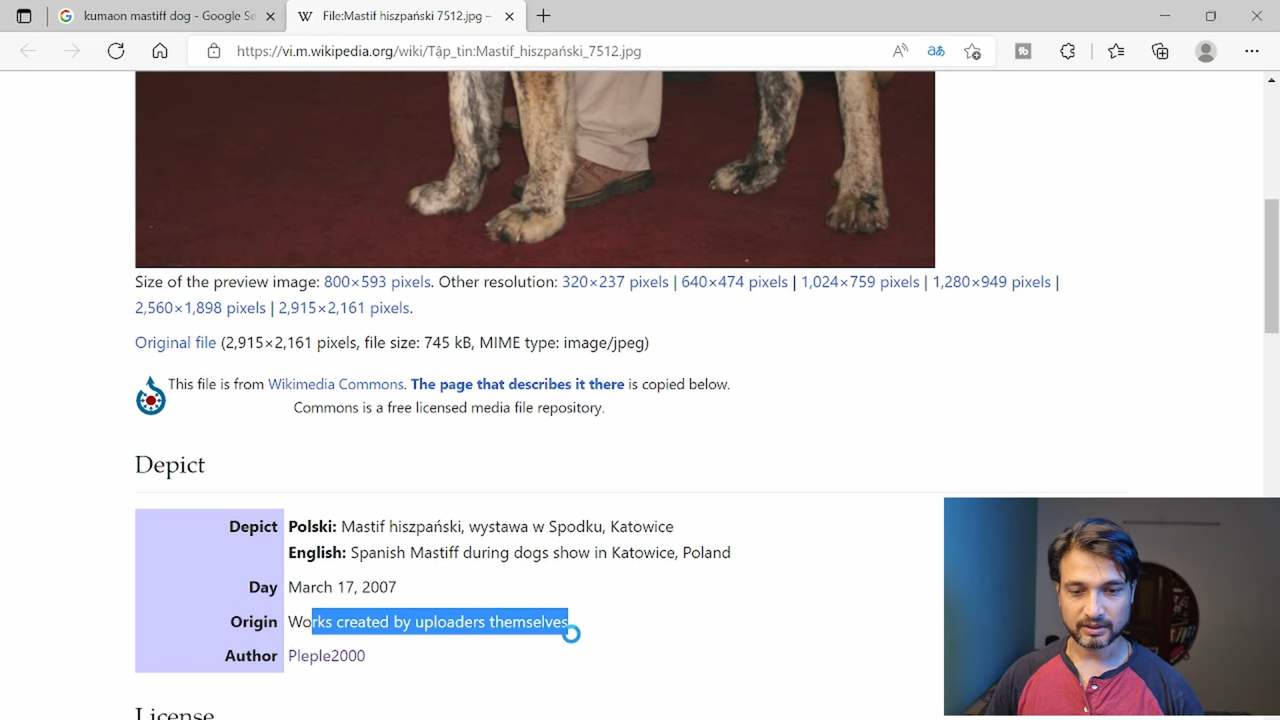 kumaon mastiff dog - Google Se
File:Mastif hiszpański 7512.jpg –
https://vi.m.wikipedia.org/wiki/Tập_tin:Mastif_hiszpański_7512.jpg
Size of the preview image: 800×593 pixels. Other resolution: 320×237 pixels | 640×474 pixels | 1,024×759 pixels | 1,280×949 pixels |
2,560×1,898 pixels | 2,915×2,161 pixels.
Original file (2,915×2,161 pixels, file size: 745 kB, MIME type: image/jpeg)
This file is from Wikimedia Commons. The page that describes it there is copied below.
Commons is a free licensed media file repository.
Depict
Depict Polski: Mastif hiszpański, wystawa w Spodku, Katowice
English: Spanish Mastiff during dogs show in Katowice, Poland
Day March 17, 2007
Origin Works created by uploaders themselves
Author Pleple2000
License